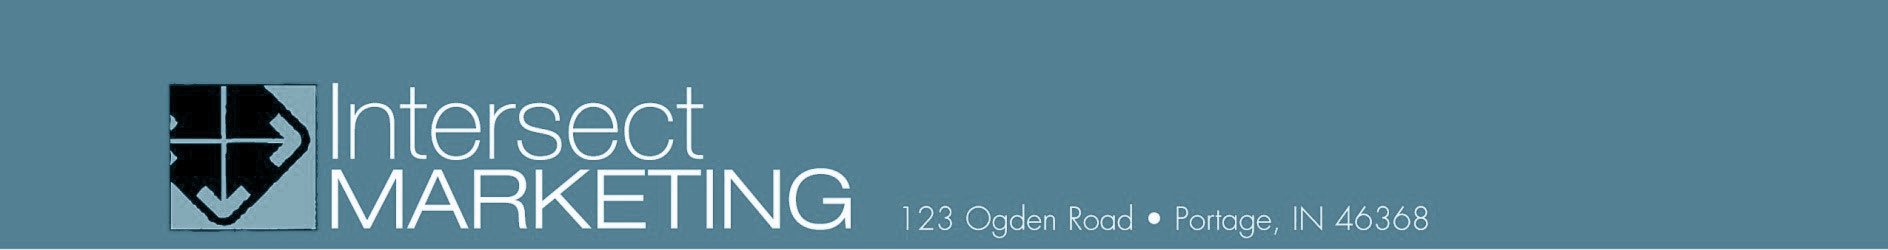 Intersect
MARKETING
123 Ogden Road • Portage, IN 46368